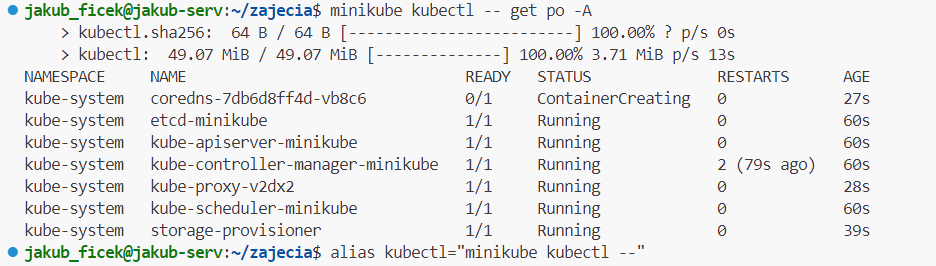 jakub_ficek@jakub-serv:~/zajecia$ minikube kubectl -- get po -A
> kubectl.sha256: 64 B / 64 B [-------------------------] 100.00% ? p/s 0s
> kubectl: 49.07 MiB / 49.07 MiB [--------------] 100.00% 3.71 MiB p/s 13s
NAMESPACE NAME READY STATUS RESTARTS AGE
kube-system coredns-7db6d8ff4d-vb8c6 0/1 ContainerCreating 0 27s
kube-system etcd-minikube 1/1 Running 0 60s
kube-system kube-apiserver-minikube 1/1 Running 0 60s
kube-system kube-controller-manager-minikube 1/1 Running 2 (79s ago) 60s
kube-system kube-proxy-v2dx2 1/1 Running 0 28s
kube-system kube-scheduler-minikube 1/1 Running 0 60s
kube-system storage-provisioner 1/1 Running 0 39s
jakub_ficek@jakub-serv:~/zajecia$ alias kubectl="minikube kubectl --"